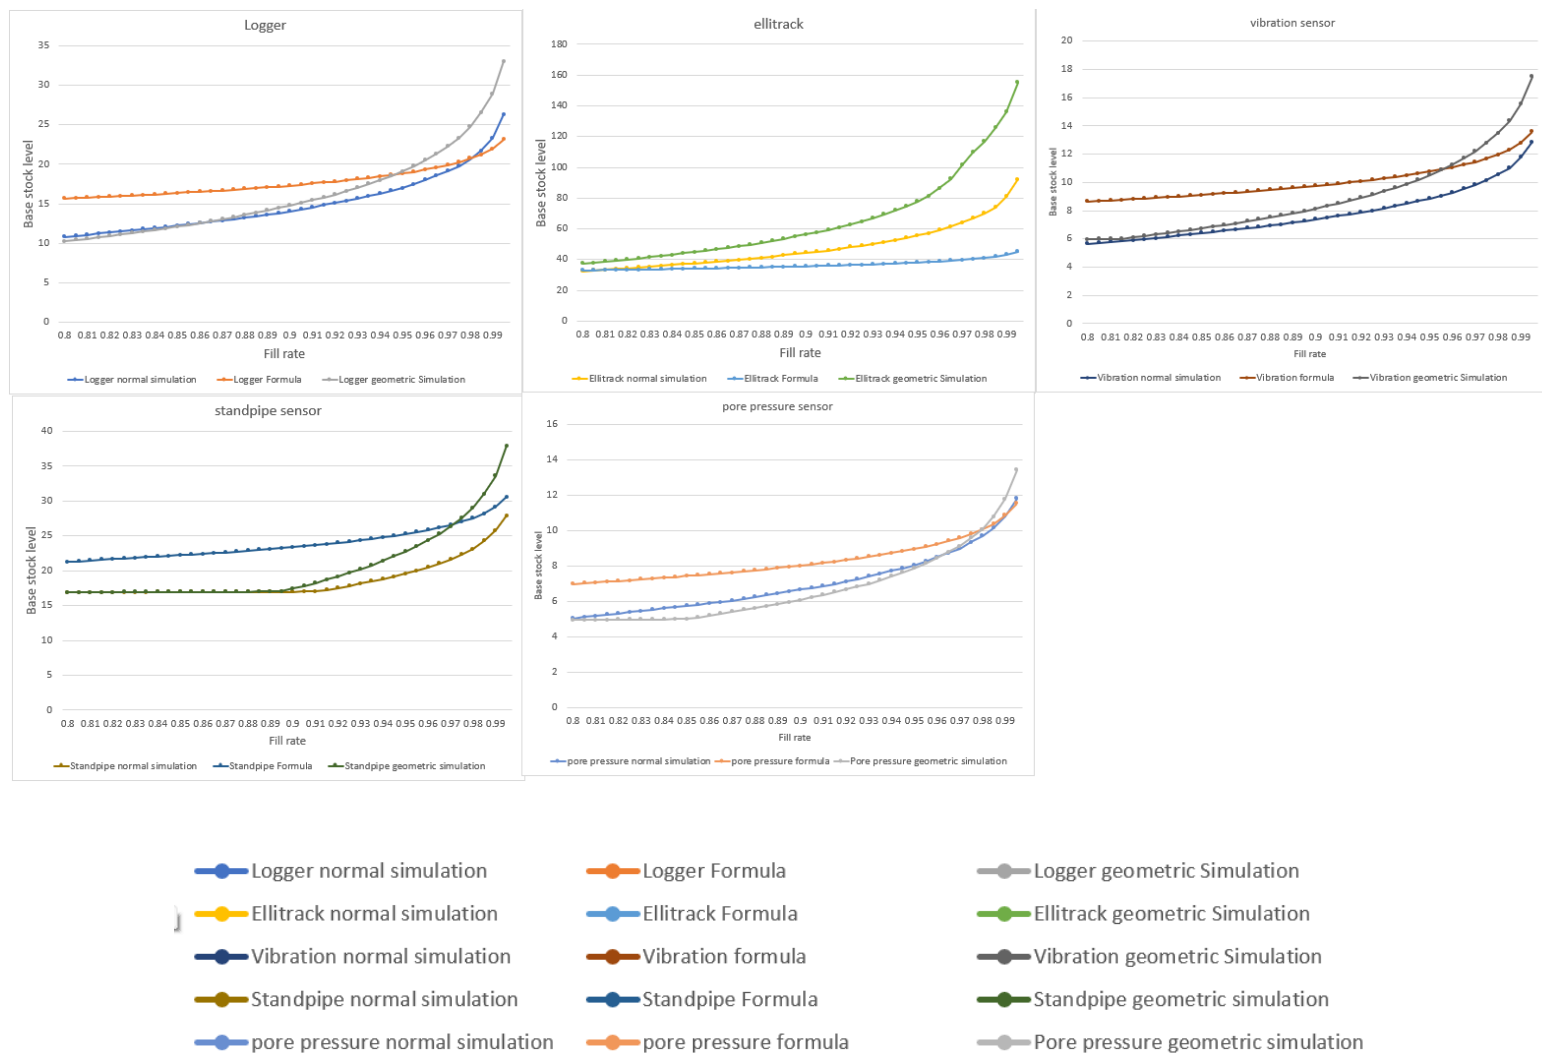 Logger
35
30
25
20
15
10
5
0
Base stock level
0.8 0.81 0.82 0.83 0.84 0.85 0.86 0.87 0.88 0.89 0.9 0.91 0.92 0.93 0.94 0.95 0.96 0.97 0.98 0.99
Fill rate
Logger normal simulation Logger Formula Logger geometric Simulation
ellitrack
180
160
140
120
100
80
60
40
20
0
Base stock level
0.8 0.81 0.82 0.83 0.84 0.85 0.86 0.87 0.88 0.89 0.9 0.91 0.92 0.93 0.94 0.95 0.96 0.97 0.98 0.99
Fill rate
Ellitrack normal simulation Ellitrack Formula Ellitrack geometric Simulation
vibration sensor
20
18
16
14
12
10
8
6
4
2
0
Base stock level
0.8 0.81 0.82 0.83 0.84 0.85 0.86 0.87 0.88 0.89 0.9 0.91 0.92 0.93 0.94 0.95 0.96 0.97 0.98 0.99
Fill rate
Vibration normal simulation Vibration formula Vibration geometric Simulation
standpipe sensor
40
35
30
25
20
15
10
5
0
Base stock level
0.8 0.81 0.82 0.83 0.84 0.85 0.86 0.87 0.88 0.89 0.9 0.91 0.92 0.93 0.94 0.95 0.96 0.97 0.98 0.99
Fill rate
Standpipe normal simulation Standpipe Formula Standpipe geometric simulation
pore pressure sensor
16
14
12
10
8
6
4
2
0
Base stock level
0.8 0.81 0.82 0.83 0.84 0.85 0.86 0.87 0.88 0.89 0.9 0.91 0.92 0.93 0.94 0.95 0.96 0.97 0.98 0.99
Fill rate
pore pressure normal simulation pore pressure formula Pore pressure geometric simulation
Logger normal simulation Logger Formula Logger geometric Simulation
Ellitrack normal simulation Ellitrack Formula Ellitrack geometric Simulation
Vibration normal simulation Vibration formula Vibration geometric Simulation
Standpipe normal simulation Standpipe Formula Standpipe geometric simulation
pore pressure normal simulation pore pressure formula Pore pressure geometric simulation